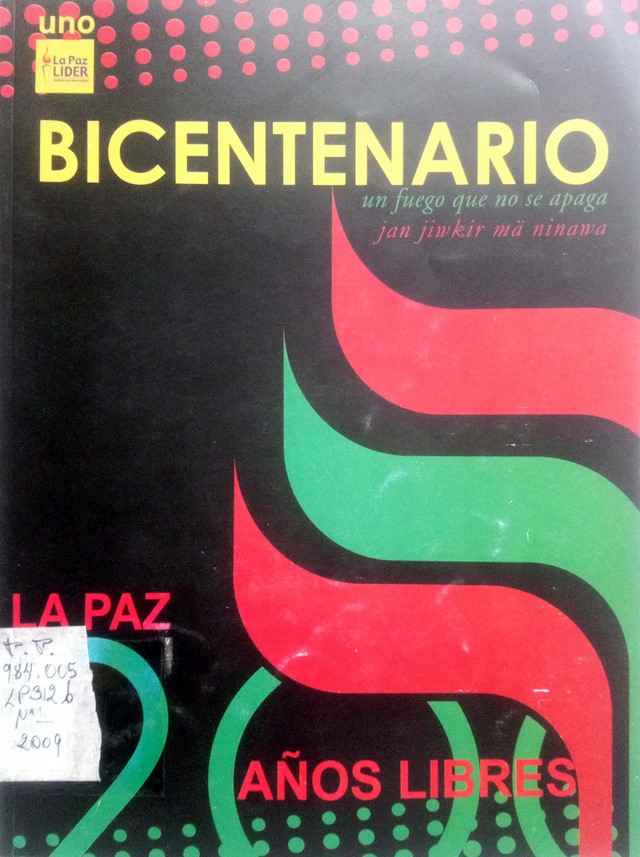 uno
La Paz
LIDER
BICENTENARIO
un fuego que no se apaga
jan jiwkir mä ninawa
LA PAZ
984.005
LP312b
2009
200
AÑOS LIBRES